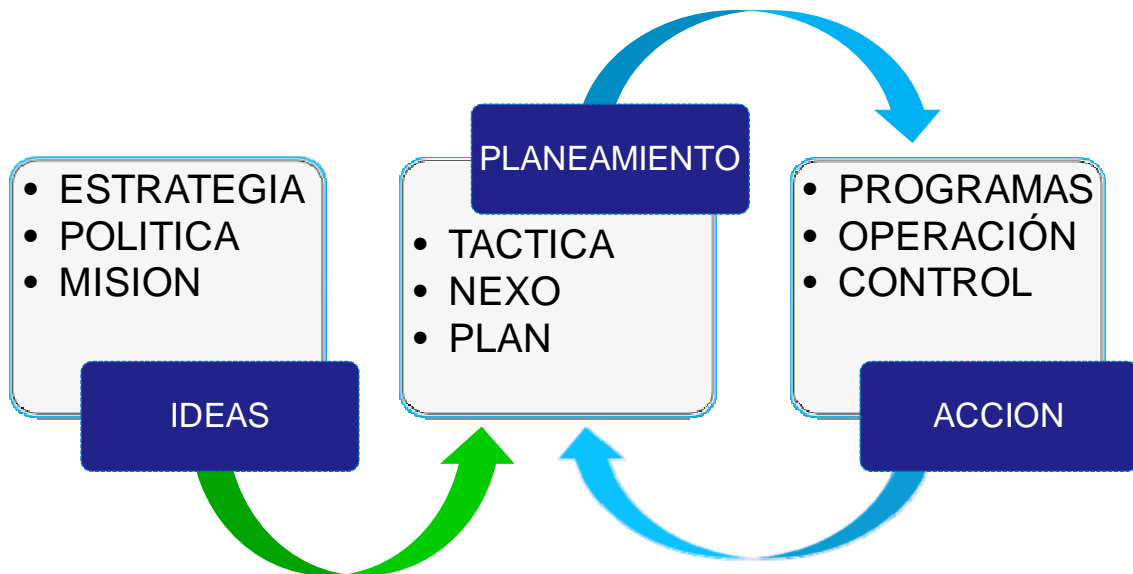 • ESTRATEGIA
• POLITICA
• MISION
IDEAS
PLANEAMIENTO
• TACTICA
• NEXO
• PLAN
• PROGRAMAS
• OPERACIÓN
• CONTROL
ACCION